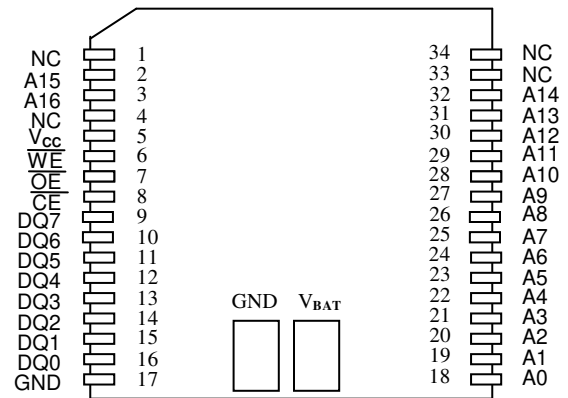 NC 1 34 NC
A15 2 33 NC
A16 3 32 A14
NC 4 31 A13
Vcc 5 30 A12
WE 6 29 A11
OE 7 28 A10
CE 8 27 A9
DQ7 9 26 A8
DQ6 10 25 A7
DQ5 11 24 A6
DQ4 12 23 A5
DQ3 13 22 A4
DQ2 14 21 A3
DQ1 15 20 A2
DQ0 16 19 A1
GND 17 18 A0
GND VBAT